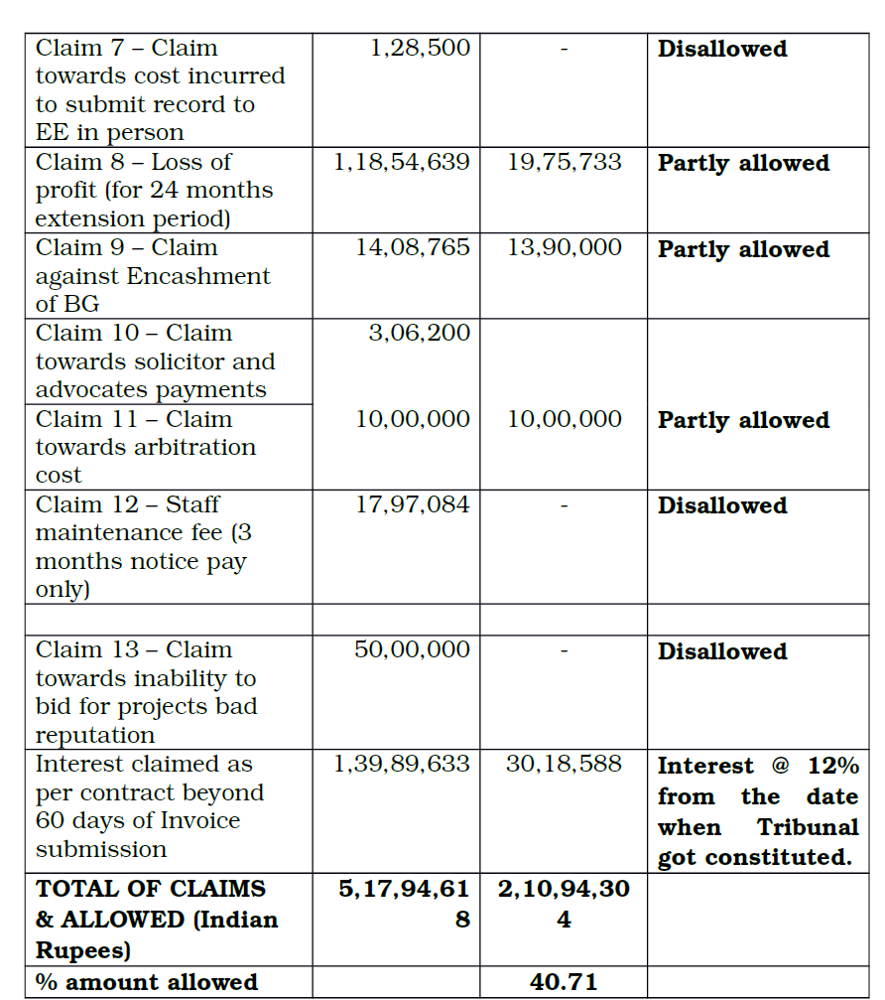 Claim 7 – Claim 1,28,500 - Disallowed
towards cost incurred
to submit record to
EE in person
Claim 8 – Loss of 1,18,54,639 19,75,733 Partly allowed
profit (for 24 months
extension period)
Claim 9 – Claim 14,08,765 13,90,000 Partly allowed
against Encashment
of BG
Claim 10 – Claim 3,06,200
towards solicitor and
advocates payments
Claim 11 – Claim 10,00,000 10,00,000 Partly allowed
towards arbitration
cost
Claim 12 – Staff 17,97,084 - Disallowed
maintenance fee (3
months notice pay
only)
Claim 13 – Claim 50,00,000 - Disallowed
towards inability to
bid for projects bad
reputation
Interest claimed as 1,39,89,633 30,18,588 Interest @ 12%
per contract beyond from the date
60 days of Invoice when Tribunal
submission got constituted.
TOTAL OF CLAIMS 5,17,94,61 2,10,94,30
& ALLOWED (Indian 8 4
Rupees)
% amount allowed 40.71